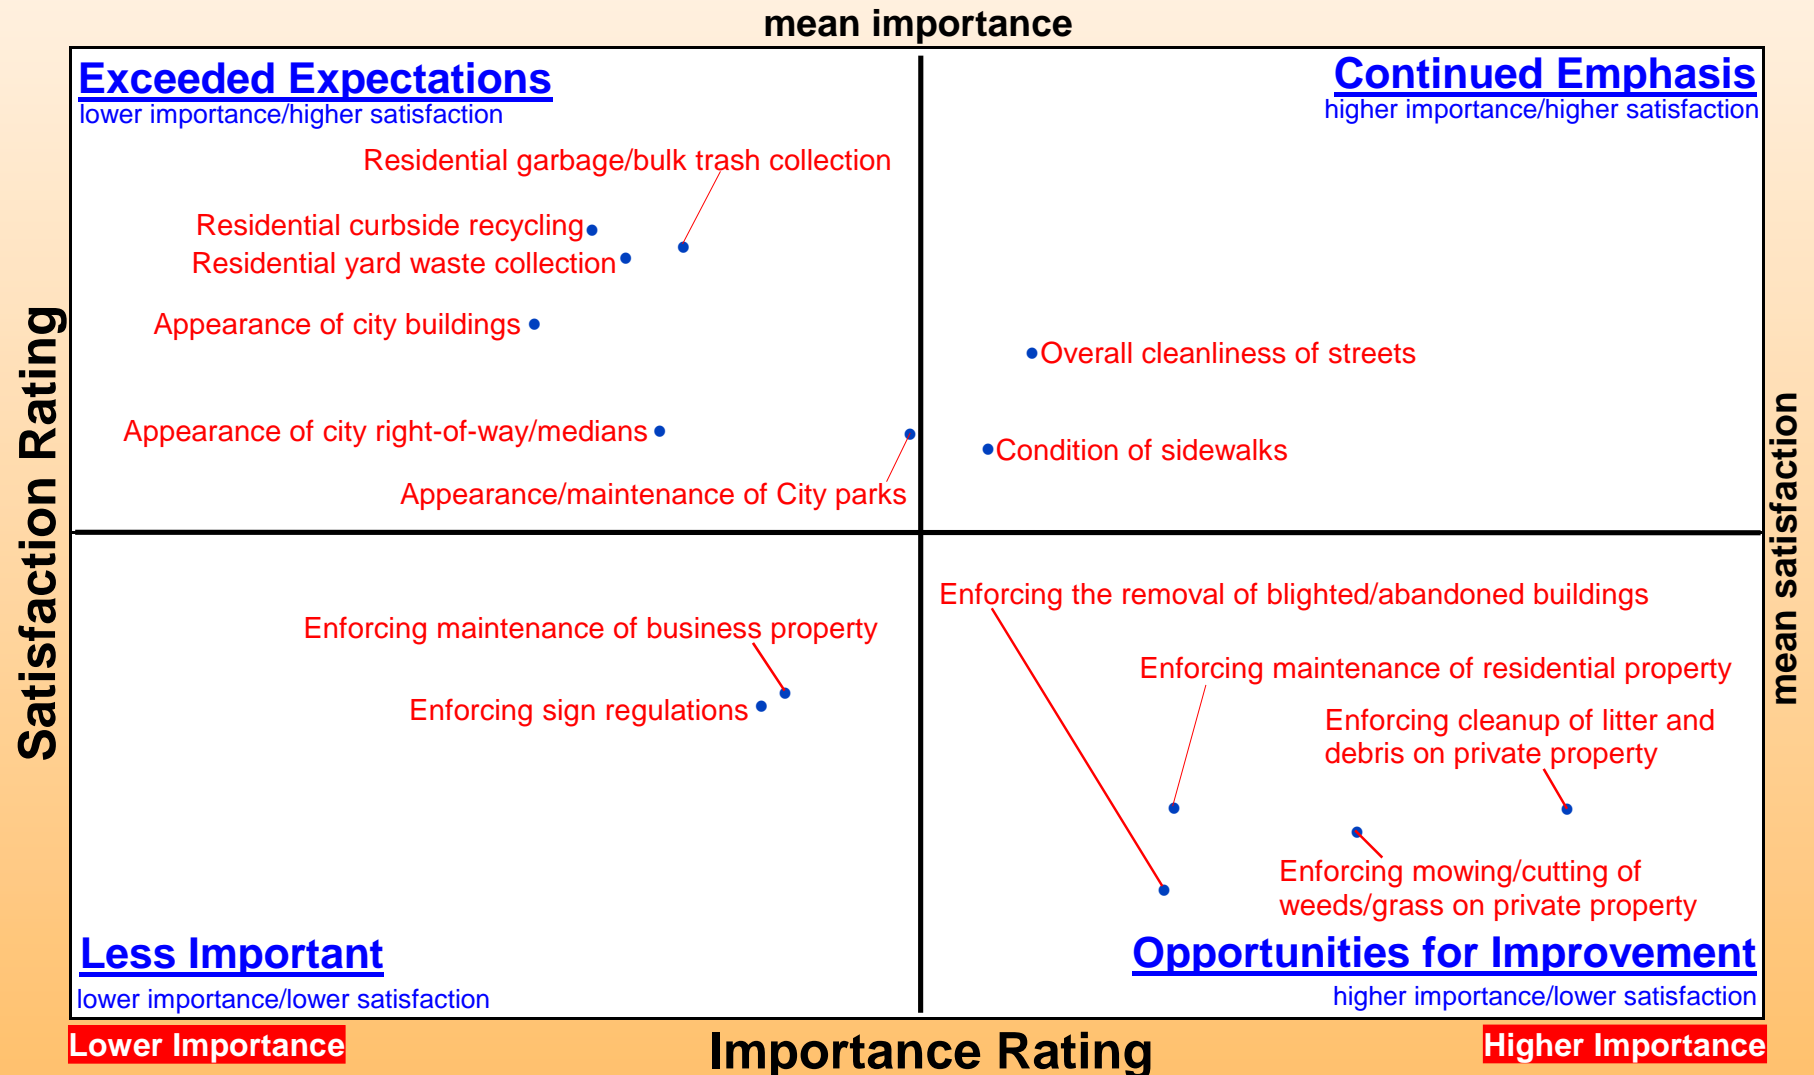 mean importance
Exceeded Expectations
lower importance/higher satisfaction
Continued Emphasis
higher importance/higher satisfaction
Residential garbage/bulk trash collection
Residential curbside recycling
Residential yard waste collection
Appearance of city buildings
Overall cleanliness of streets
Appearance of city right-of-way/medians
Condition of sidewalks
Appearance/maintenance of City parks
Satisfaction Rating
mean satisfaction
Enforcing the removal of blighted/abandoned buildings
Enforcing maintenance of business property
Enforcing maintenance of residential property
Enforcing sign regulations
Enforcing cleanup of litter and
debris on private property
Enforcing mowing/cutting of
weeds/grass on private property
Less Important
lower importance/lower satisfaction
Opportunities for Improvement
higher importance/lower satisfaction
Lower Importance
Importance Rating
Higher Importance